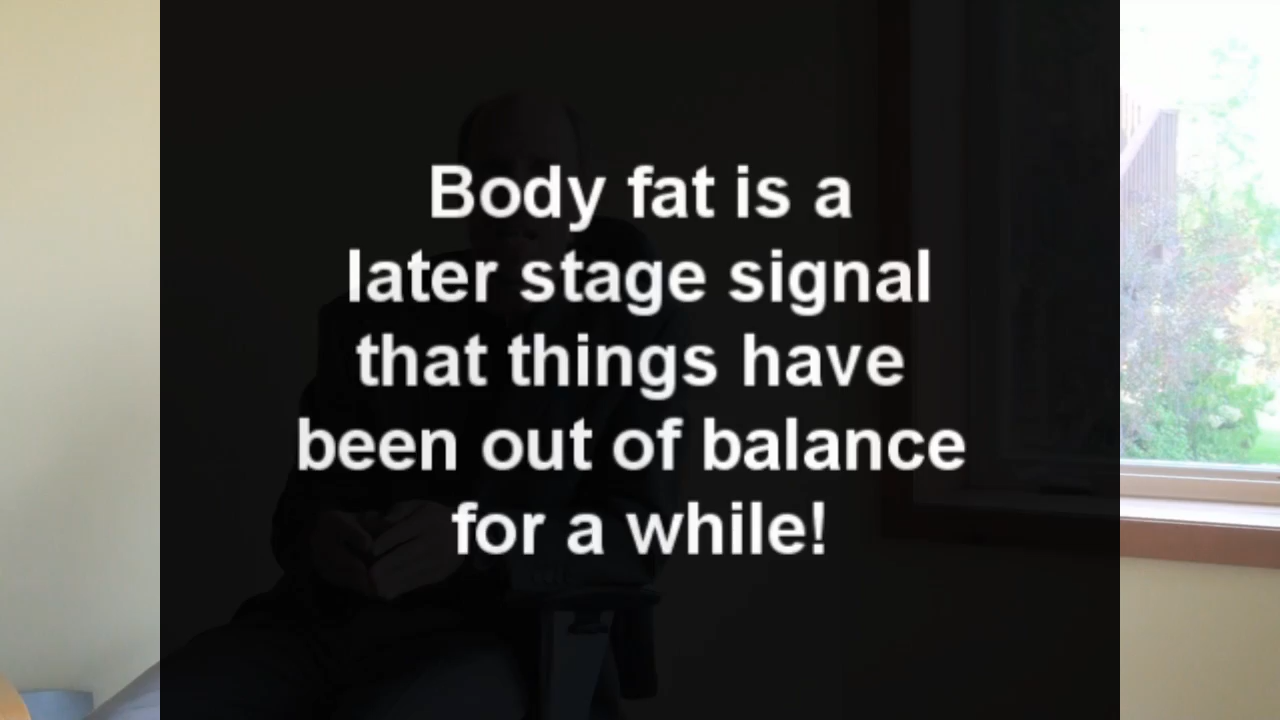 Body fat is a
later stage signal
that things have
been out of balance
for a while!